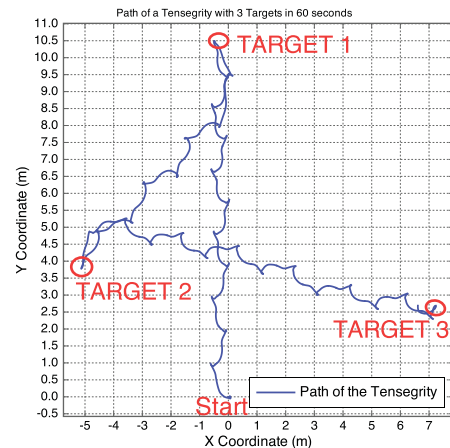 Path of a Tensegrity with 3 Targets in 60 seconds
11.0
10.5
10.0
9.5
9.0
8.5
8.0
7.5
7.0
6.5
6.0
5.5
5.0
4.5
4.0
3.5
3.0
2.5
2.0
1.5
1.0
0.5
0.0
-0.5
Y Coordinate (m)
TARGET 1
TARGET 2
TARGET 3
Start
Path of the Tensegrity
-5 -4 -3 -2 -1 0 1 2 3 4 5 6 7
X Coordinate (m)